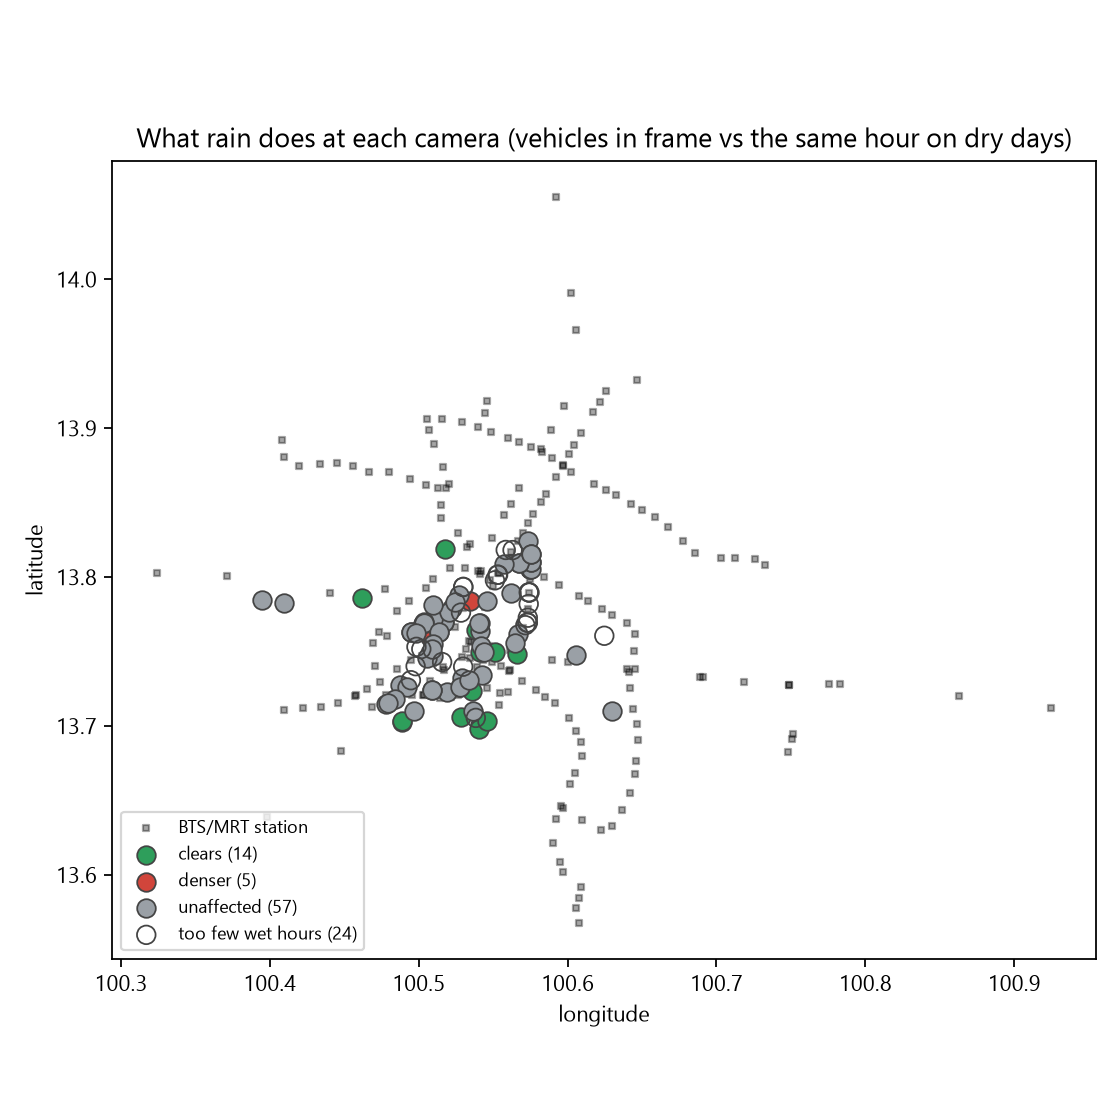 What rain does at each camera (vehicles in frame vs the same hour on dry days)
14.0
13.9
13.8
13.7
13.6
latitude
BTS/MRT station
clears (14)
denser (5)
unaffected (57)
too few wet hours (24)
100.3 100.4 100.5 100.6 100.7 100.8 100.9
longitude